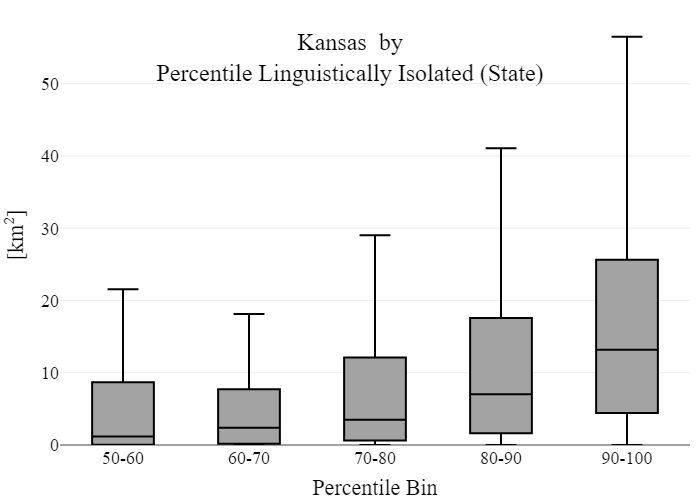 Kansas  by
Percentile Linguistically Isolated (State)
50
40
30
20
10
0
[km²]
50-60 60-70 70-80 80-90 90-100
Percentile Bin